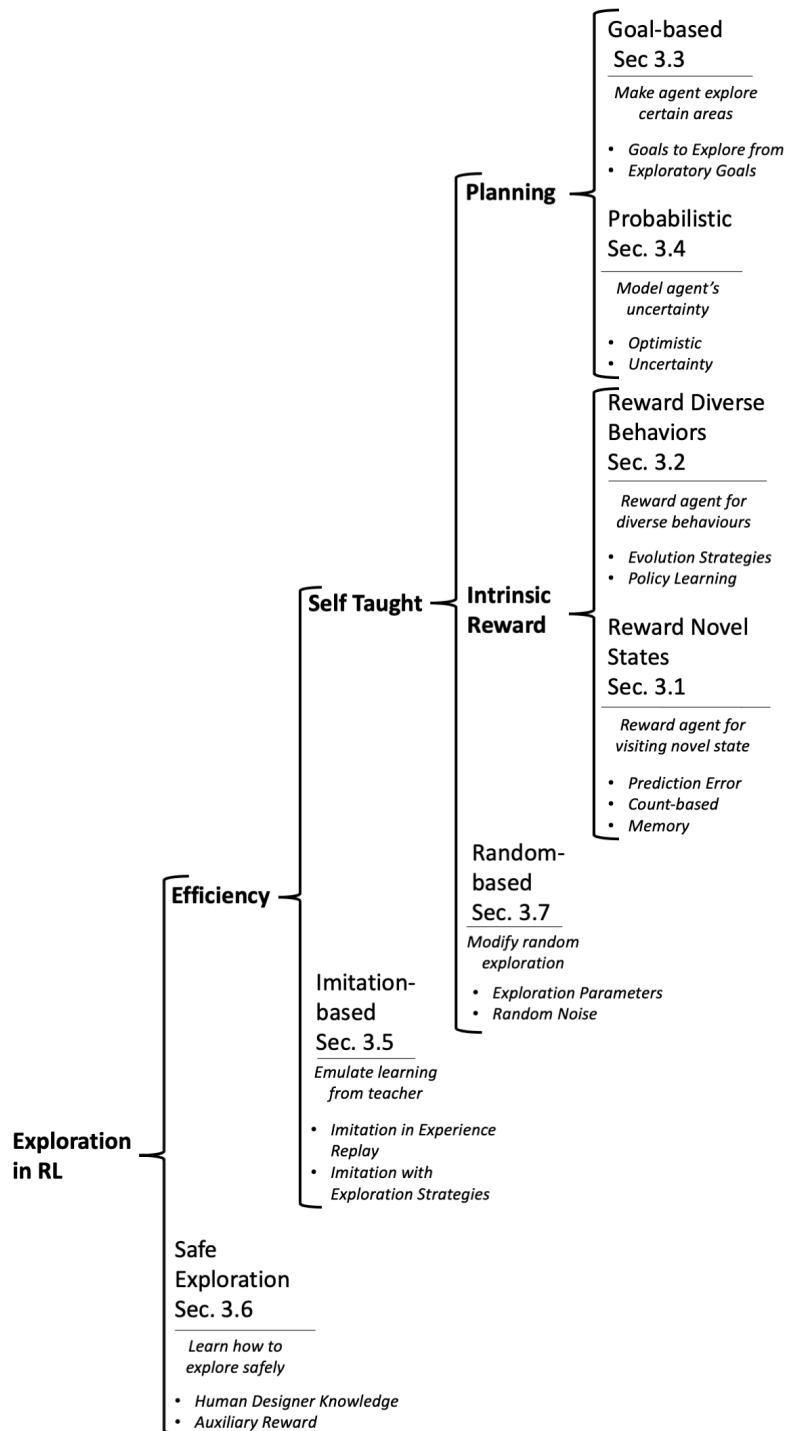 Goal-based
Sec 3.3
Make agent explore
certain areas
• Goals to Explore from
• Exploratory Goals
Planning
Probabilistic
Sec. 3.4
Model agent's
uncertainty
• Optimistic
• Uncertainty
Reward Diverse
Behaviors
Sec. 3.2
Reward agent for
diverse behaviours
• Evolution Strategies
• Policy Learning
Self Taught
Intrinsic
Reward
Reward Novel
States
Sec. 3.1
Reward agent for
visiting novel state
• Prediction Error
• Count-based
• Memory
Random-
based
Sec. 3.7
Modify random
exploration
• Exploration Parameters
• Random Noise
Efficiency
Imitation-
based
Sec. 3.5
Emulate learning
from teacher
• Imitation in Experience
Replay
• Imitation with
Exploration Strategies
Exploration
in RL
Safe
Exploration
Sec. 3.6
Learn how to
explore safely
• Human Designer Knowledge
• Auxiliary Reward